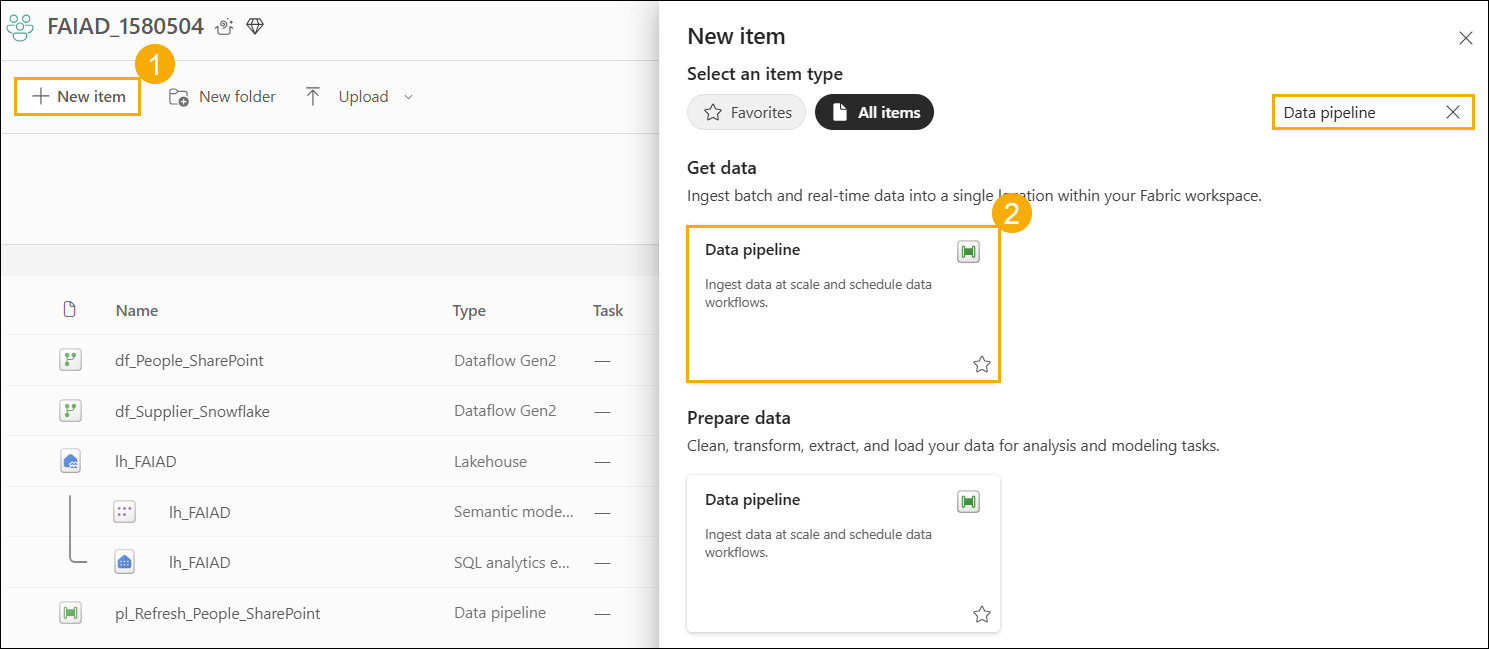 FAIAD_1580504
1
New item
New folder
Upload
Name Type Task
df_People_SharePoint Dataflow Gen2 —
df_Supplier_Snowflake Dataflow Gen2 —
lh_FAIAD Lakehouse —
lh_FAIAD Semantic mode... —
lh_FAIAD SQL analytics e... —
pl_Refresh_People_SharePoint Data pipeline —
New item
Select an item type
Favorites
All items
Data pipeline
Get data
Ingest batch and real-time data into a single location within your Fabric workspace.
2
Data pipeline
Ingest data at scale and schedule data
workflows.
Prepare data
Clean, transform, extract, and load your data for analysis and modeling tasks.
Data pipeline
Ingest data at scale and schedule data
workflows.